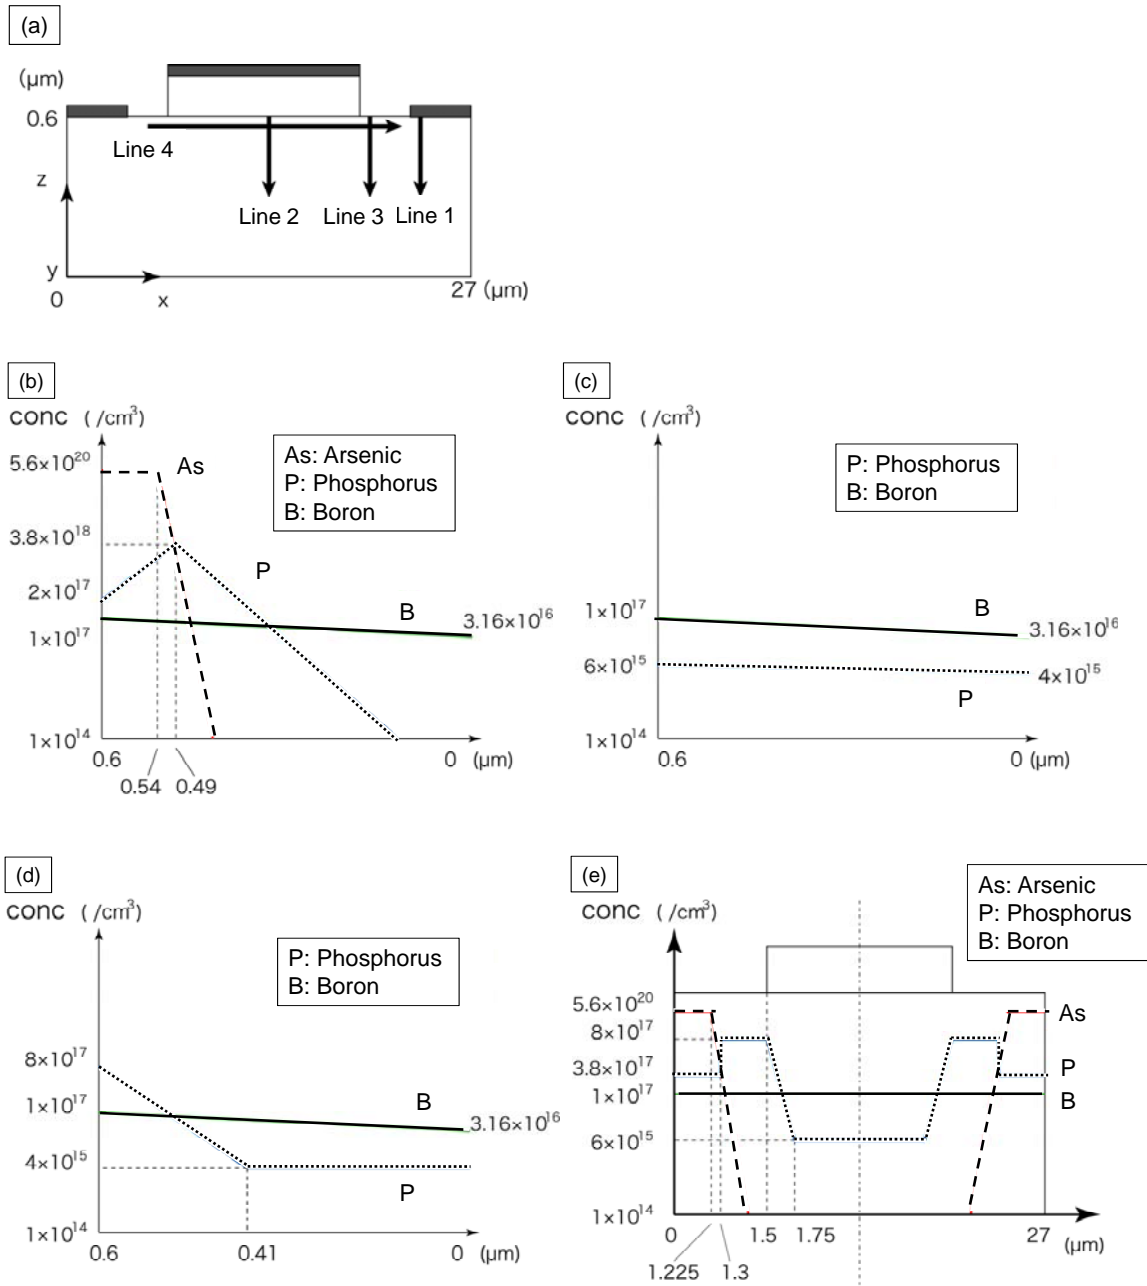 (a)
(μm)
0.6
Line 4
z
Line 2 Line 3 Line 1
y
0 x 27 (μm)
(b)
conc (/cm³)
5.6×10²⁰
As
As: Arsenic
P: Phosphorus
B: Boron
3.8×10¹⁸
P
2×10¹⁷
B
3.16×10¹⁶
1×10¹⁷
1×10¹⁴
0.6 0 (μm)
0.54 0.49
(c)
conc (/cm³)
P: Phosphorus
B: Boron
1×10¹⁷
B
3.16×10¹⁶
6×10¹⁵
4×10¹⁵
P
1×10¹⁴
0.6 0 (μm)
(d)
conc (/cm³)
P: Phosphorus
B: Boron
8×10¹⁷
1×10¹⁷
B
3.16×10¹⁶
4×10¹⁵
P
1×10¹⁴
0.6 0.41 0 (μm)
(e)
conc (/cm³)
As: Arsenic
P: Phosphorus
B: Boron
5.6×10²⁰
As
8×10¹⁷
3.8×10¹⁷
P
1×10¹⁷
B
6×10¹⁵
1×10¹⁴
0 1.5 1.75 27 (μm)
1.225 1.3